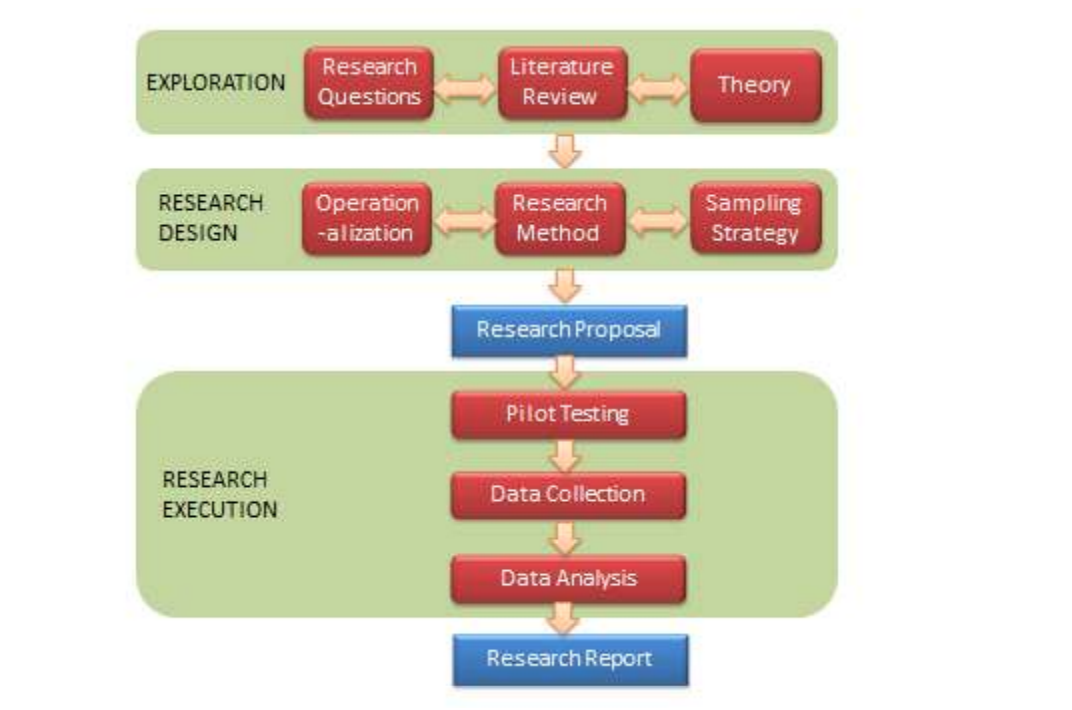 EXPLORATION
Research
Questions
Literature
Review
Theory
RESEARCH
DESIGN
Operation
-alization
Research
Method
Sampling
Strategy
Research Proposal
RESEARCH
EXECUTION
Pilot Testing
Data Collection
Data Analysis
Research Report